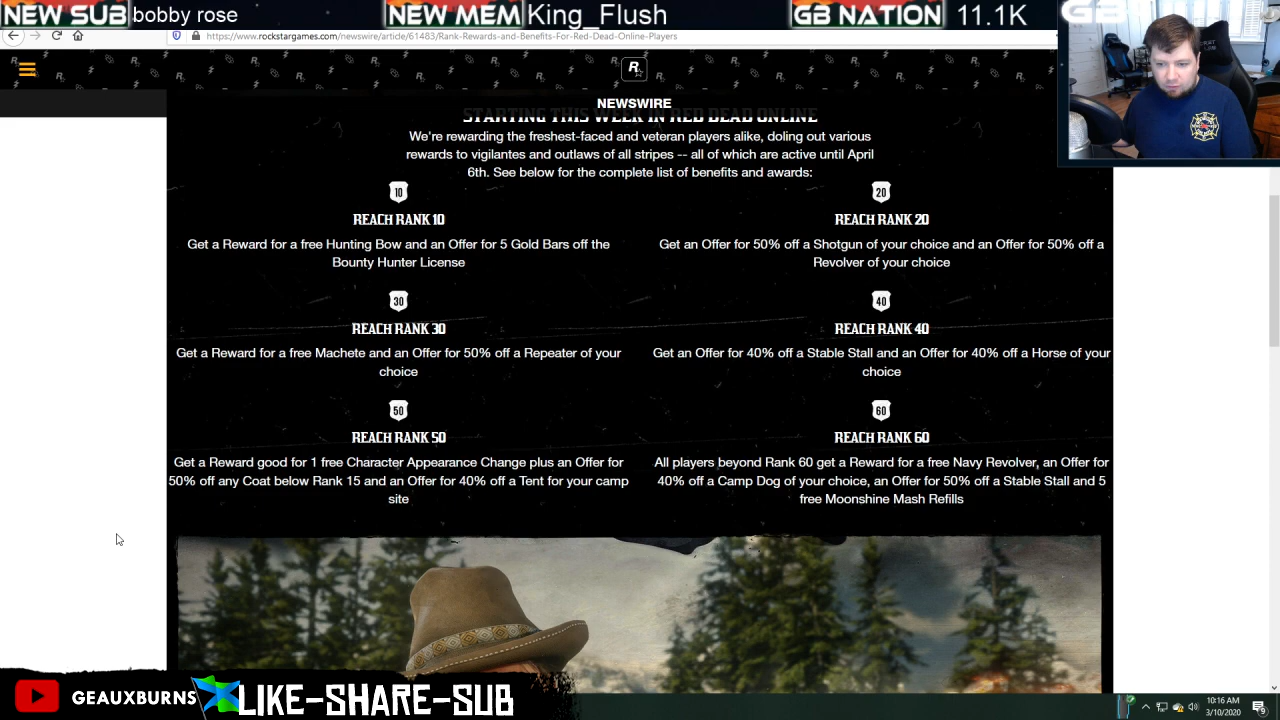 NEW SUB bobby rose
NEW MEM King_Flush
GB NATION 11.1K
https://www.rockstargames.com/newswire/article/61483/Rank-Rewards-and-Benefits-For-Red-Dead-Online-Players
R
NEWSWIRE
STARTING THIS WEEK IN RED DEAD ONLINE
We're rewarding the freshest-faced and veteran players alike, doling out various
rewards to vigilantes and outlaws of all stripes -- all of which are active until April
6th. See below for the complete list of benefits and awards:
10
REACH RANK 10
Get a Reward for a free Hunting Bow and an Offer for 5 Gold Bars off the
Bounty Hunter License
20
REACH RANK 20
Get an Offer for 50% off a Shotgun of your choice and an Offer for 50% off a
Revolver of your choice
30
REACH RANK 30
Get a Reward for a free Machete and an Offer for 50% off a Repeater of your
choice
40
REACH RANK 40
Get an Offer for 40% off a Stable Stall and an Offer for 40% off a Horse of your
choice
50
REACH RANK 50
Get a Reward good for 1 free Character Appearance Change plus an Offer for
50% off any Coat below Rank 15 and an Offer for 40% off a Tent for your camp
site
60
REACH RANK 60
All players beyond Rank 60 get a Reward for a free Navy Revolver, an Offer for
40% off a Camp Dog of your choice, an Offer for 50% off a Stable Stall and 5
free Moonshine Mash Refills
GEAUXBURNS
LIKE-SHARE-SUB
10:16 AM
3/10/2020